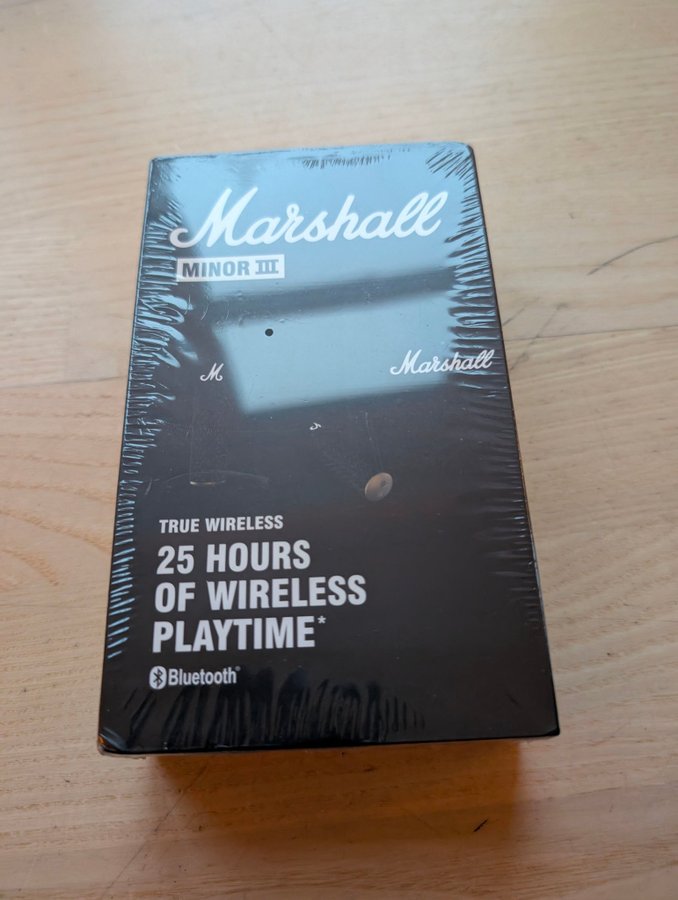 Marshall
MINOR III
M
Marshall
TRUE WIRELESS
25 HOURS
OF WIRELESS
PLAYTIME*
Bluetooth®